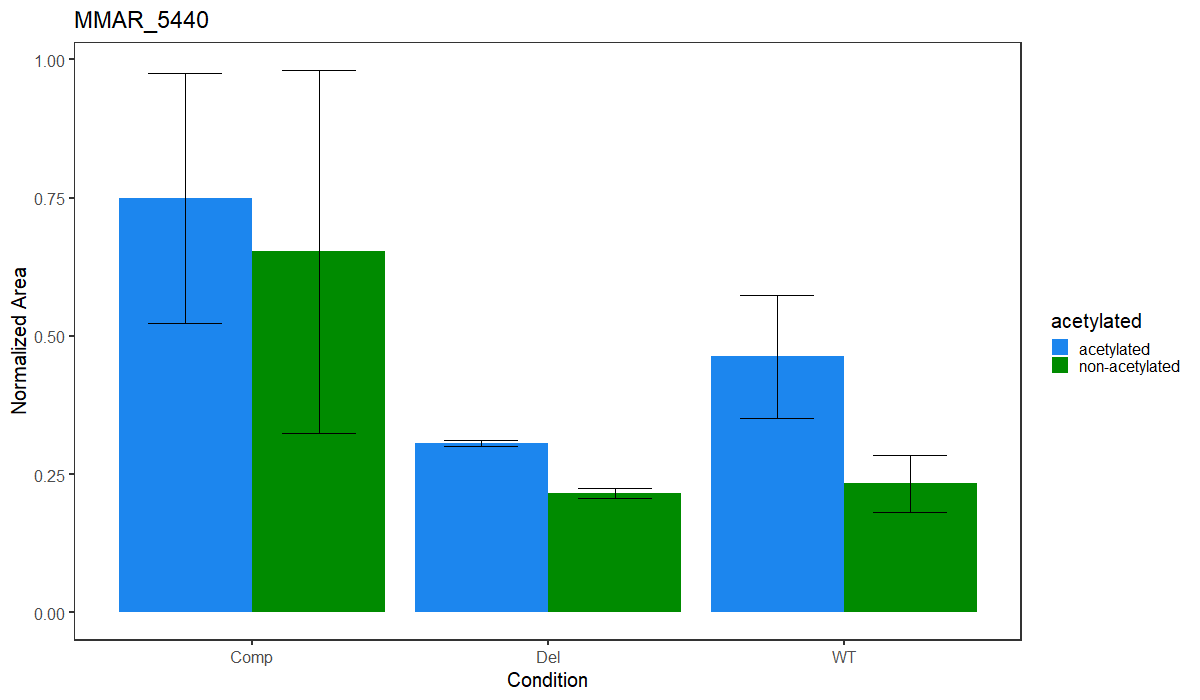 MMAR_5440
1.00
0.75
0.50
0.25
0.00
Normalized Area
Comp Del WT
Condition
acetylated
acetylated
non-acetylated